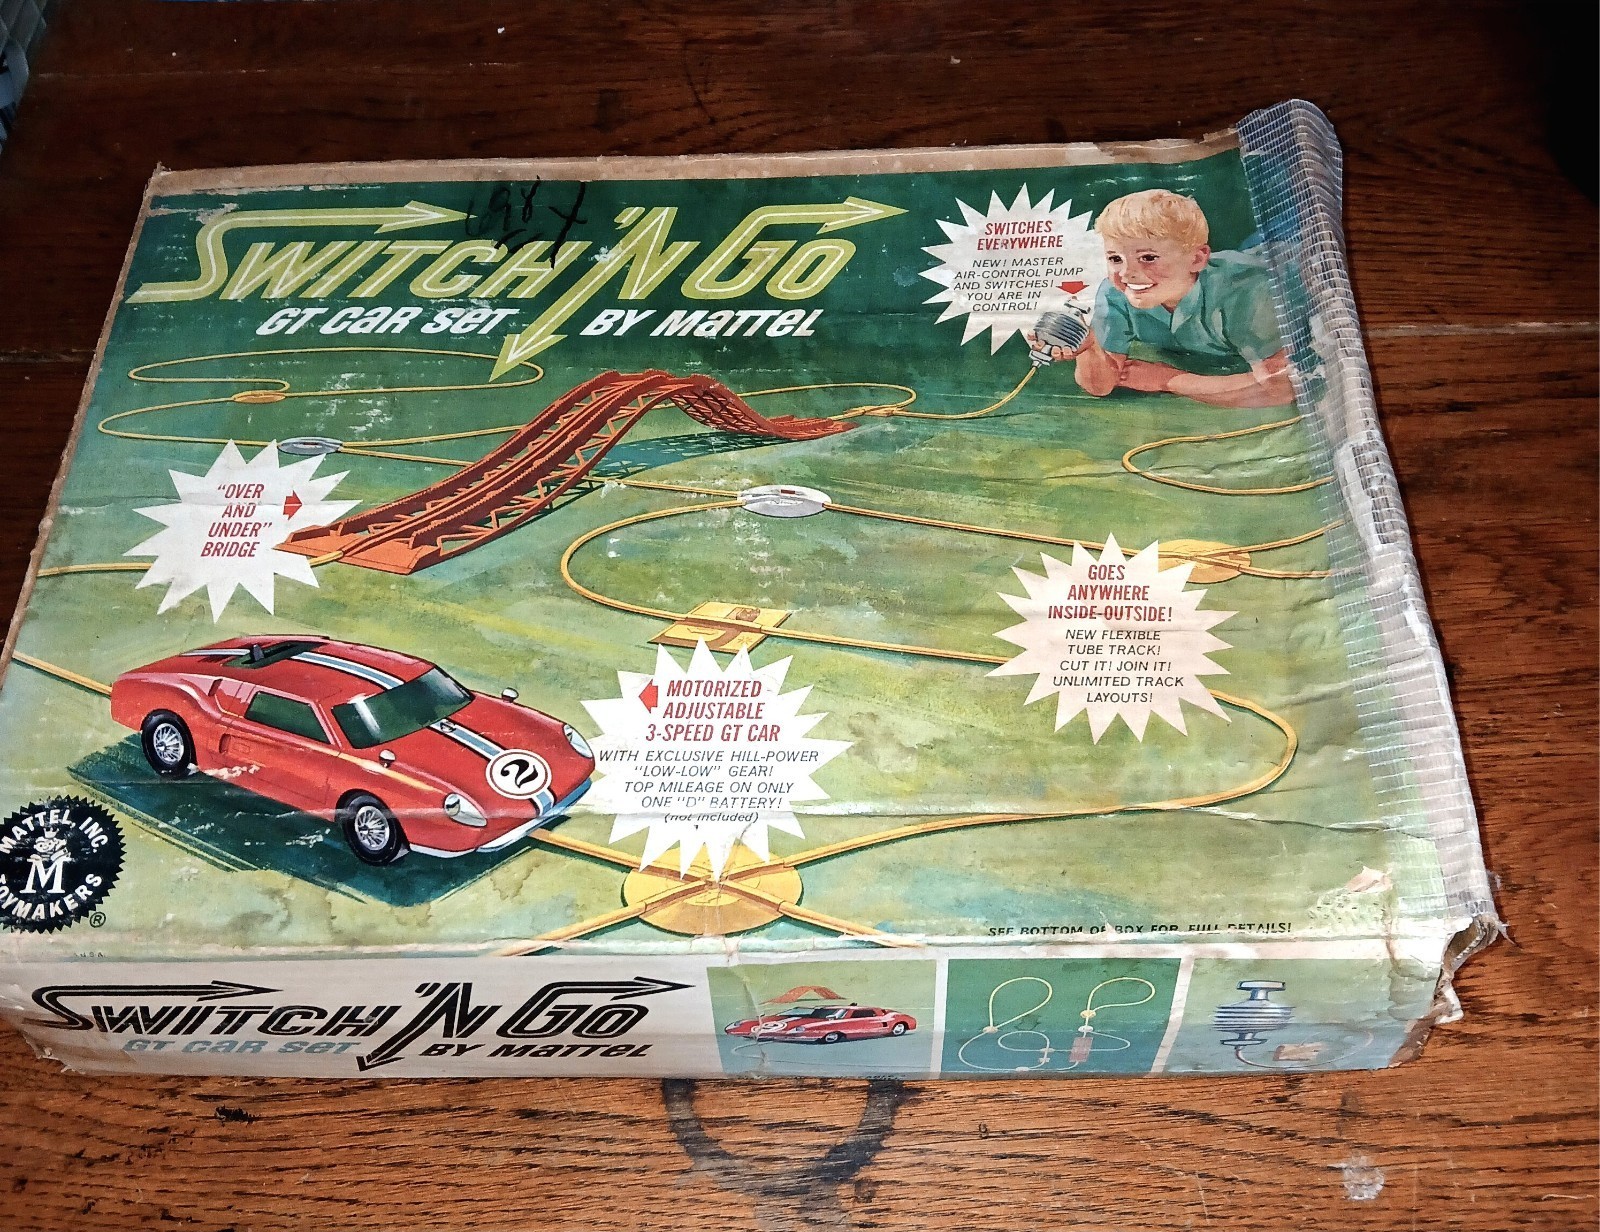 SWITCH 'N GO
GT CAR SET BY MATTEL
SWITCHES
EVERYWHERE
NEW! MASTER
AIR-CONTROL PUMP
AND SWITCHES!
YOU ARE IN
CONTROL!
"OVER
AND
UNDER"
BRIDGE
GOES
ANYWHERE
INSIDE-OUTSIDE!
NEW FLEXIBLE
TUBE TRACK!
CUT IT! JOIN IT!
UNLIMITED TRACK
LAYOUTS!
MOTORIZED
ADJUSTABLE
3-SPEED GT CAR
WITH EXCLUSIVE HILL-POWER
"LOW-LOW" GEAR!
TOP MILEAGE ON ONLY
ONE "D" BATTERY!
(not included)
2
MATTEL INC
M
TOYMAKERS
®
SEE BOTTOM OF BOX FOR FULL DETAILS!
SWITCH 'N GO
GT CAR SET BY MATTEL
2